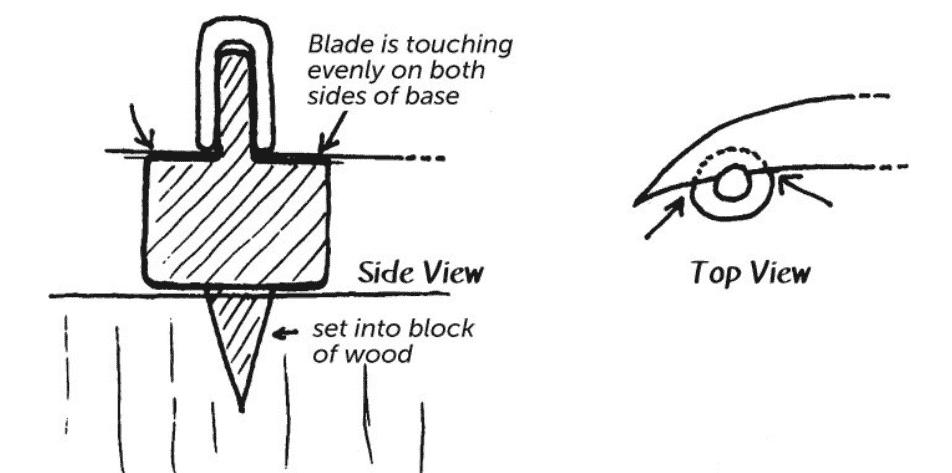 Blade is touching
evenly on both
sides of base
Side View
Top View
set into block
of wood